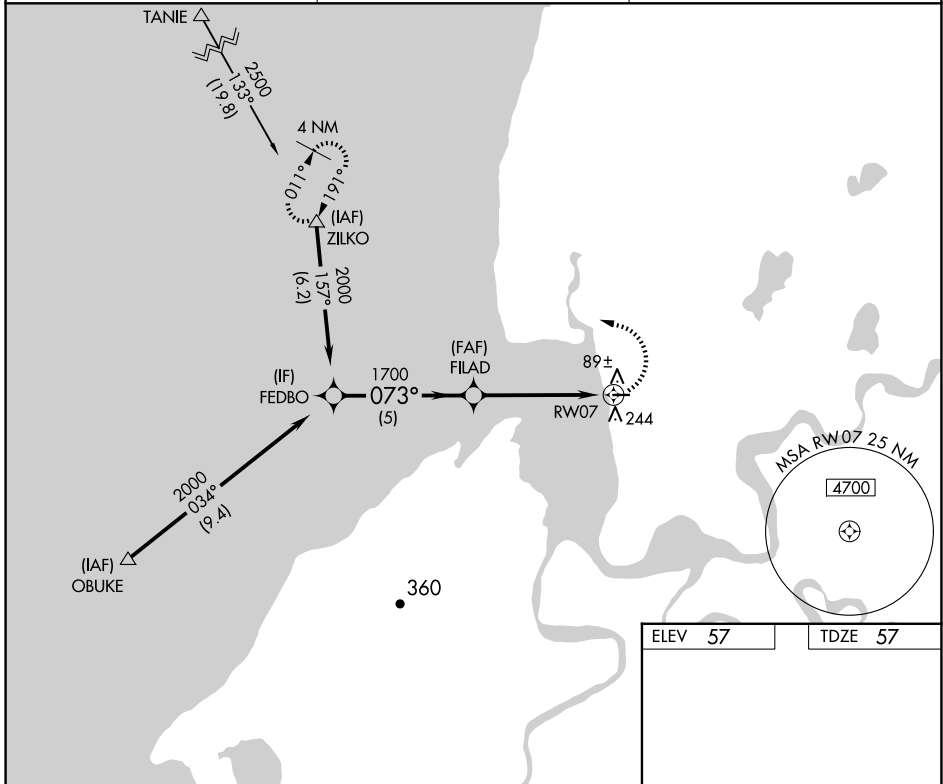 TANIE
2500
133°
(19.8)
4 NM
011°
191°
(IAF)
ZILKO
2000
157°
(6.2)
(IF)
FEDBO
1700
073°
(5)
(FAF)
FILAD
89±
RW07
244
2000
034°
(9.4)
(IAF)
OBUKE
360
MSA RW07 25 NM
4700
ELEV 57
TDZE 57